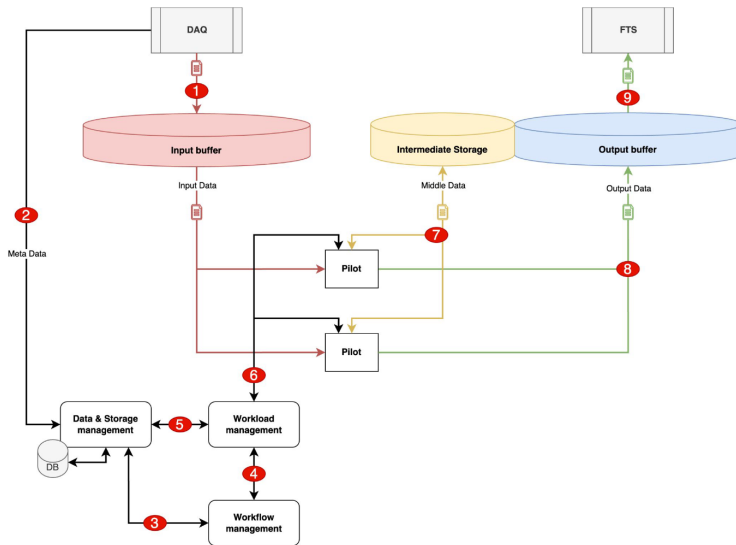 DAQ
FTS
1
9
Input buffer
Intermediate Storage
Output buffer
Input Data
Middle Data
Output Data
2
7
Meta Data
Pilot
8
Pilot
6
Data & Storage
management
5
Workload
management
DB
4
3
Workflow
management